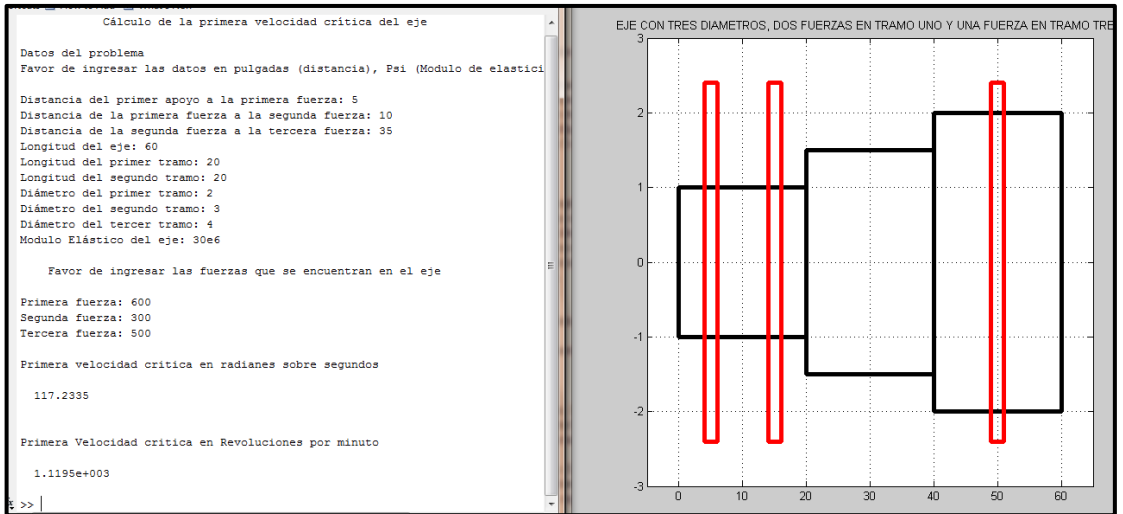 Cálculo de la primera velocidad crítica del eje
Datos del problema
Favor de ingresar las datos en pulgadas (distancia), Psi (Modulo de elastici
Distancia del primer apoyo a la primera fuerza: 5
Distancia de la primera fuerza a la segunda fuerza: 10
Distancia de la segunda fuerza a la tercera fuerza: 35
Longitud del eje: 60
Longitud del primer tramo: 20
Longitud del segundo tramo: 20
Diámetro del primer tramo: 2
Diámetro del segundo tramo: 3
Diámetro del tercer tramo: 4
Modulo Elástico del eje: 30e6
Favor de ingresar las fuerzas que se encuentran en el eje
Primera fuerza: 600
Segunda fuerza: 300
Tercera fuerza: 500
Primera velocidad critica en radianes sobre segundos
117.2335
Primera Velocidad critica en Revoluciones por minuto
1.1195e+003
>>
EJE CON TRES DIAMETROS, DOS FUERZAS EN TRAMO UNO Y UNA FUERZA EN TRAMO TRE
3
2
1
0
-1
-2
-3
0 10 20 30 40 50 60